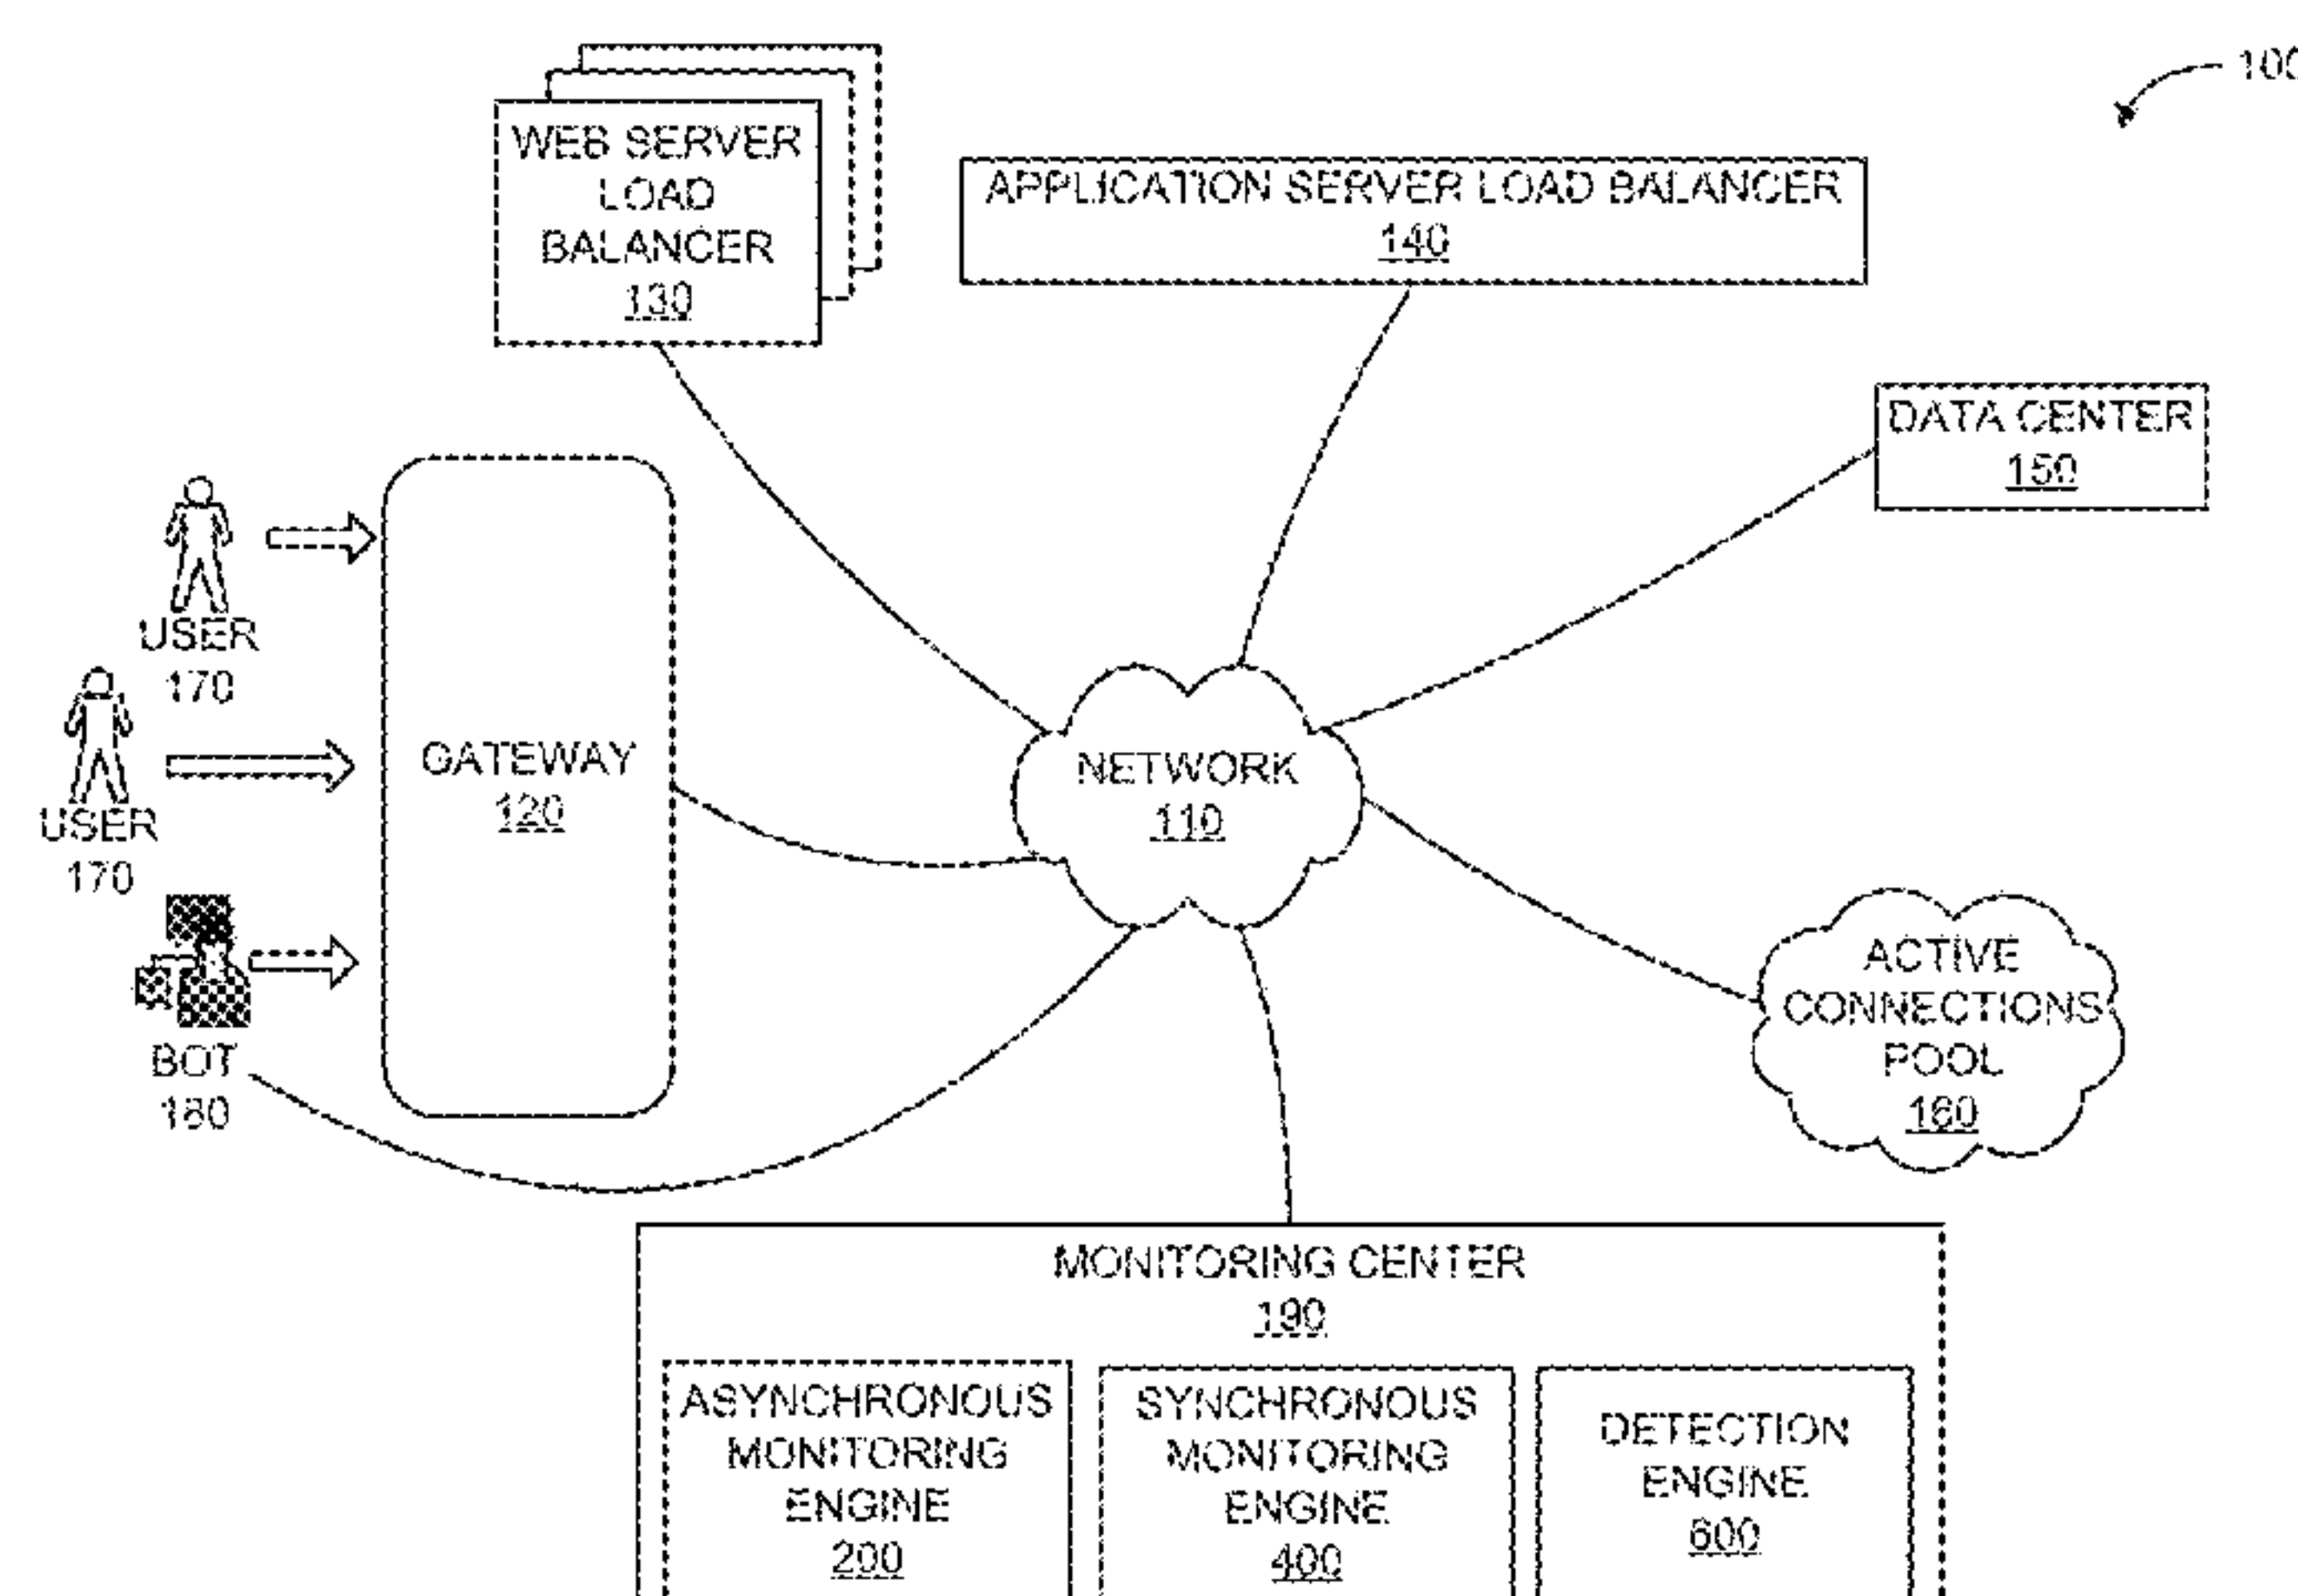 100
WEB SERVER
LOAD
BALANCER
130
APPLICATION SERVER LOAD BALANCER
140
DATA CENTER
150
USER
170
USER
170
GATEWAY
120
NETWORK
110
BOT
180
ACTIVE
CONNECTIONS
POOL
160
MONITORING CENTER
190
ASYNCHRONOUS
MONITORING
ENGINE
200
SYNCHRONOUS
MONITORING
ENGINE
400
DETECTION
ENGINE
600